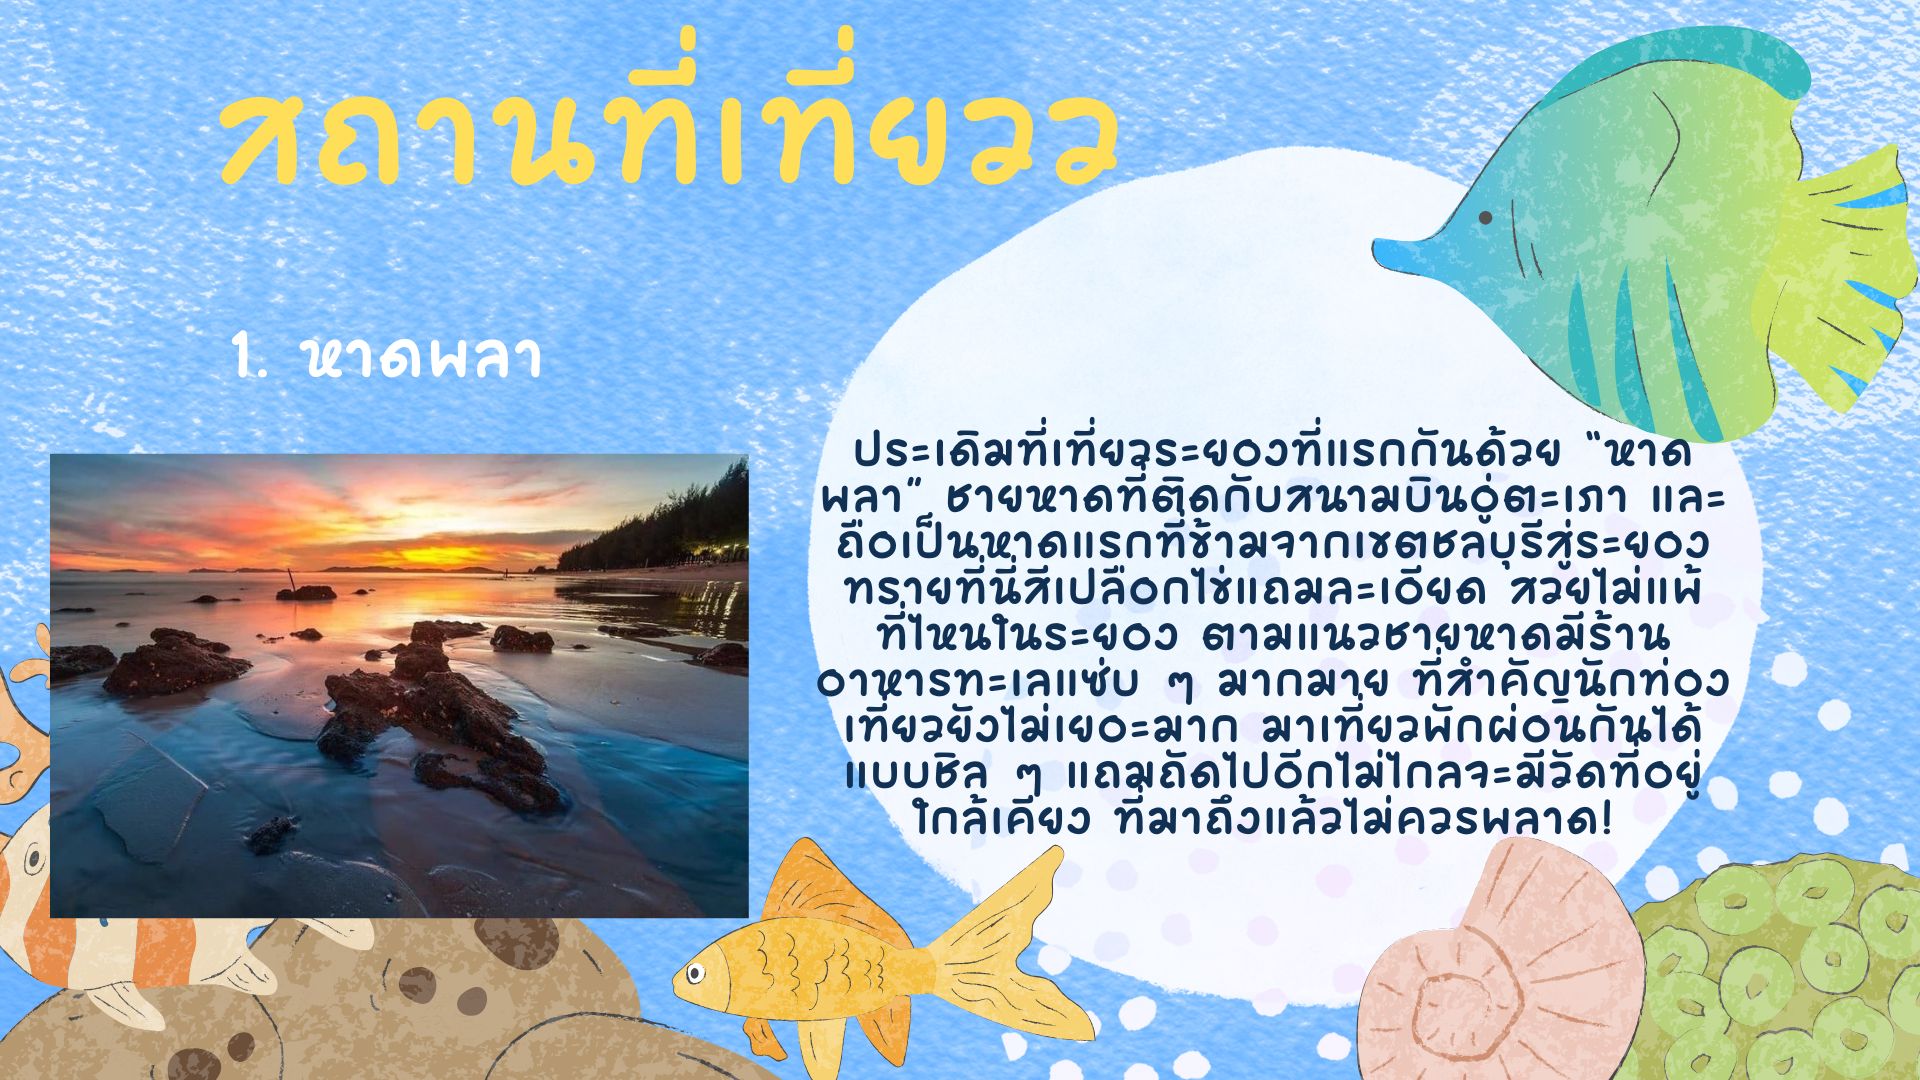 สถานที่เที่ยวว
1. หาดพลา
ประเดิมที่เที่ยวระยองที่แรกกันด้วย “หาด
พลา” ชายหาดที่ติดกับสนามบินอู่ตะเภา และ
ถือเป็นหาดแรกที่ข้ามจากเขตชลบุรีสู่ระยอง
ทรายที่นี่สีเปลือกไข่แถมละเอียด สวยไม่แพ้
ที่ไหนในระยอง ตามแนวชายหาดมีร้าน
อาหารทะเลแซ่บ ๆ มากมาย ที่สำคัญนักท่อง
เที่ยวยังไม่เยอะมาก มาเที่ยวพักผ่อนกันได้
แบบชิล ๆ แถมถัดไปอีกไม่ไกลจะมีวัดที่อยู่
ใกล้เคียง ที่มาถึงแล้วไม่ควรพลาด!